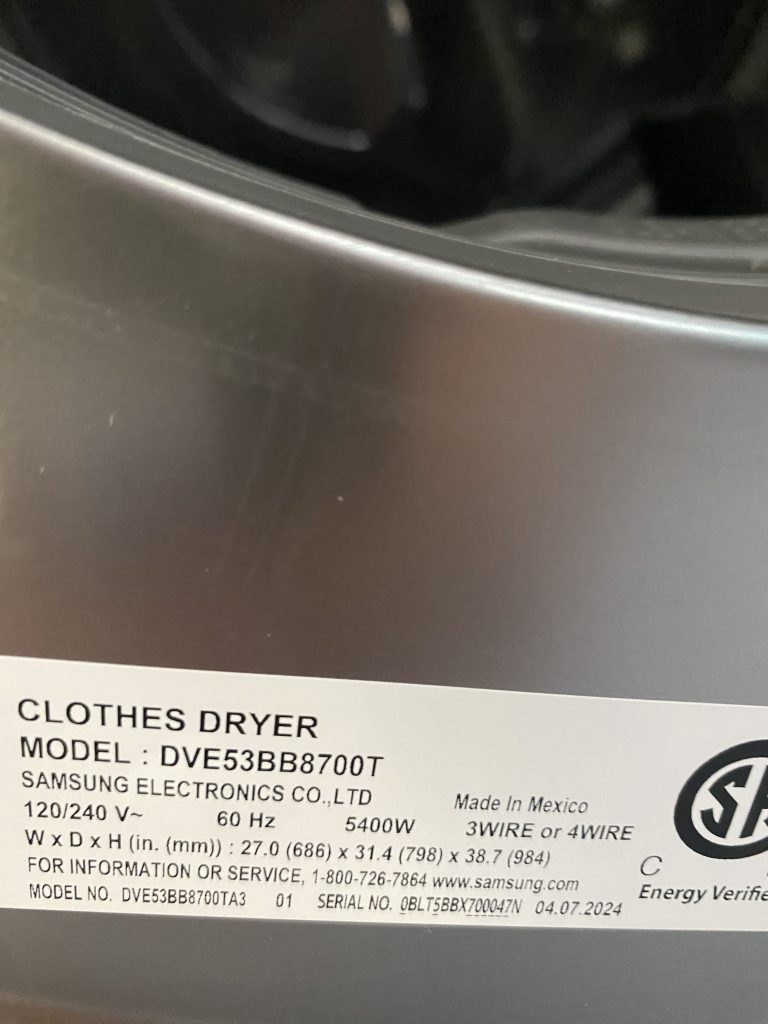 CLOTHES DRYER
MODEL : DVE53BB8700T
SAMSUNG ELECTRONICS CO.,LTD Made In Mexico
120/240 V~ 60 Hz 5400W 3WIRE or 4WIRE
W x D x H (in. (mm)) : 27.0 (686) x 31.4 (798) x 38.7 (984)
FOR INFORMATION OR SERVICE, 1-800-726-7864 www.samsung.com
MODEL NO. DVE53BB8700TA3 01 SERIAL NO. 0BLT5BBX700047N 04.07.2024
SA
C
Energy Verifie